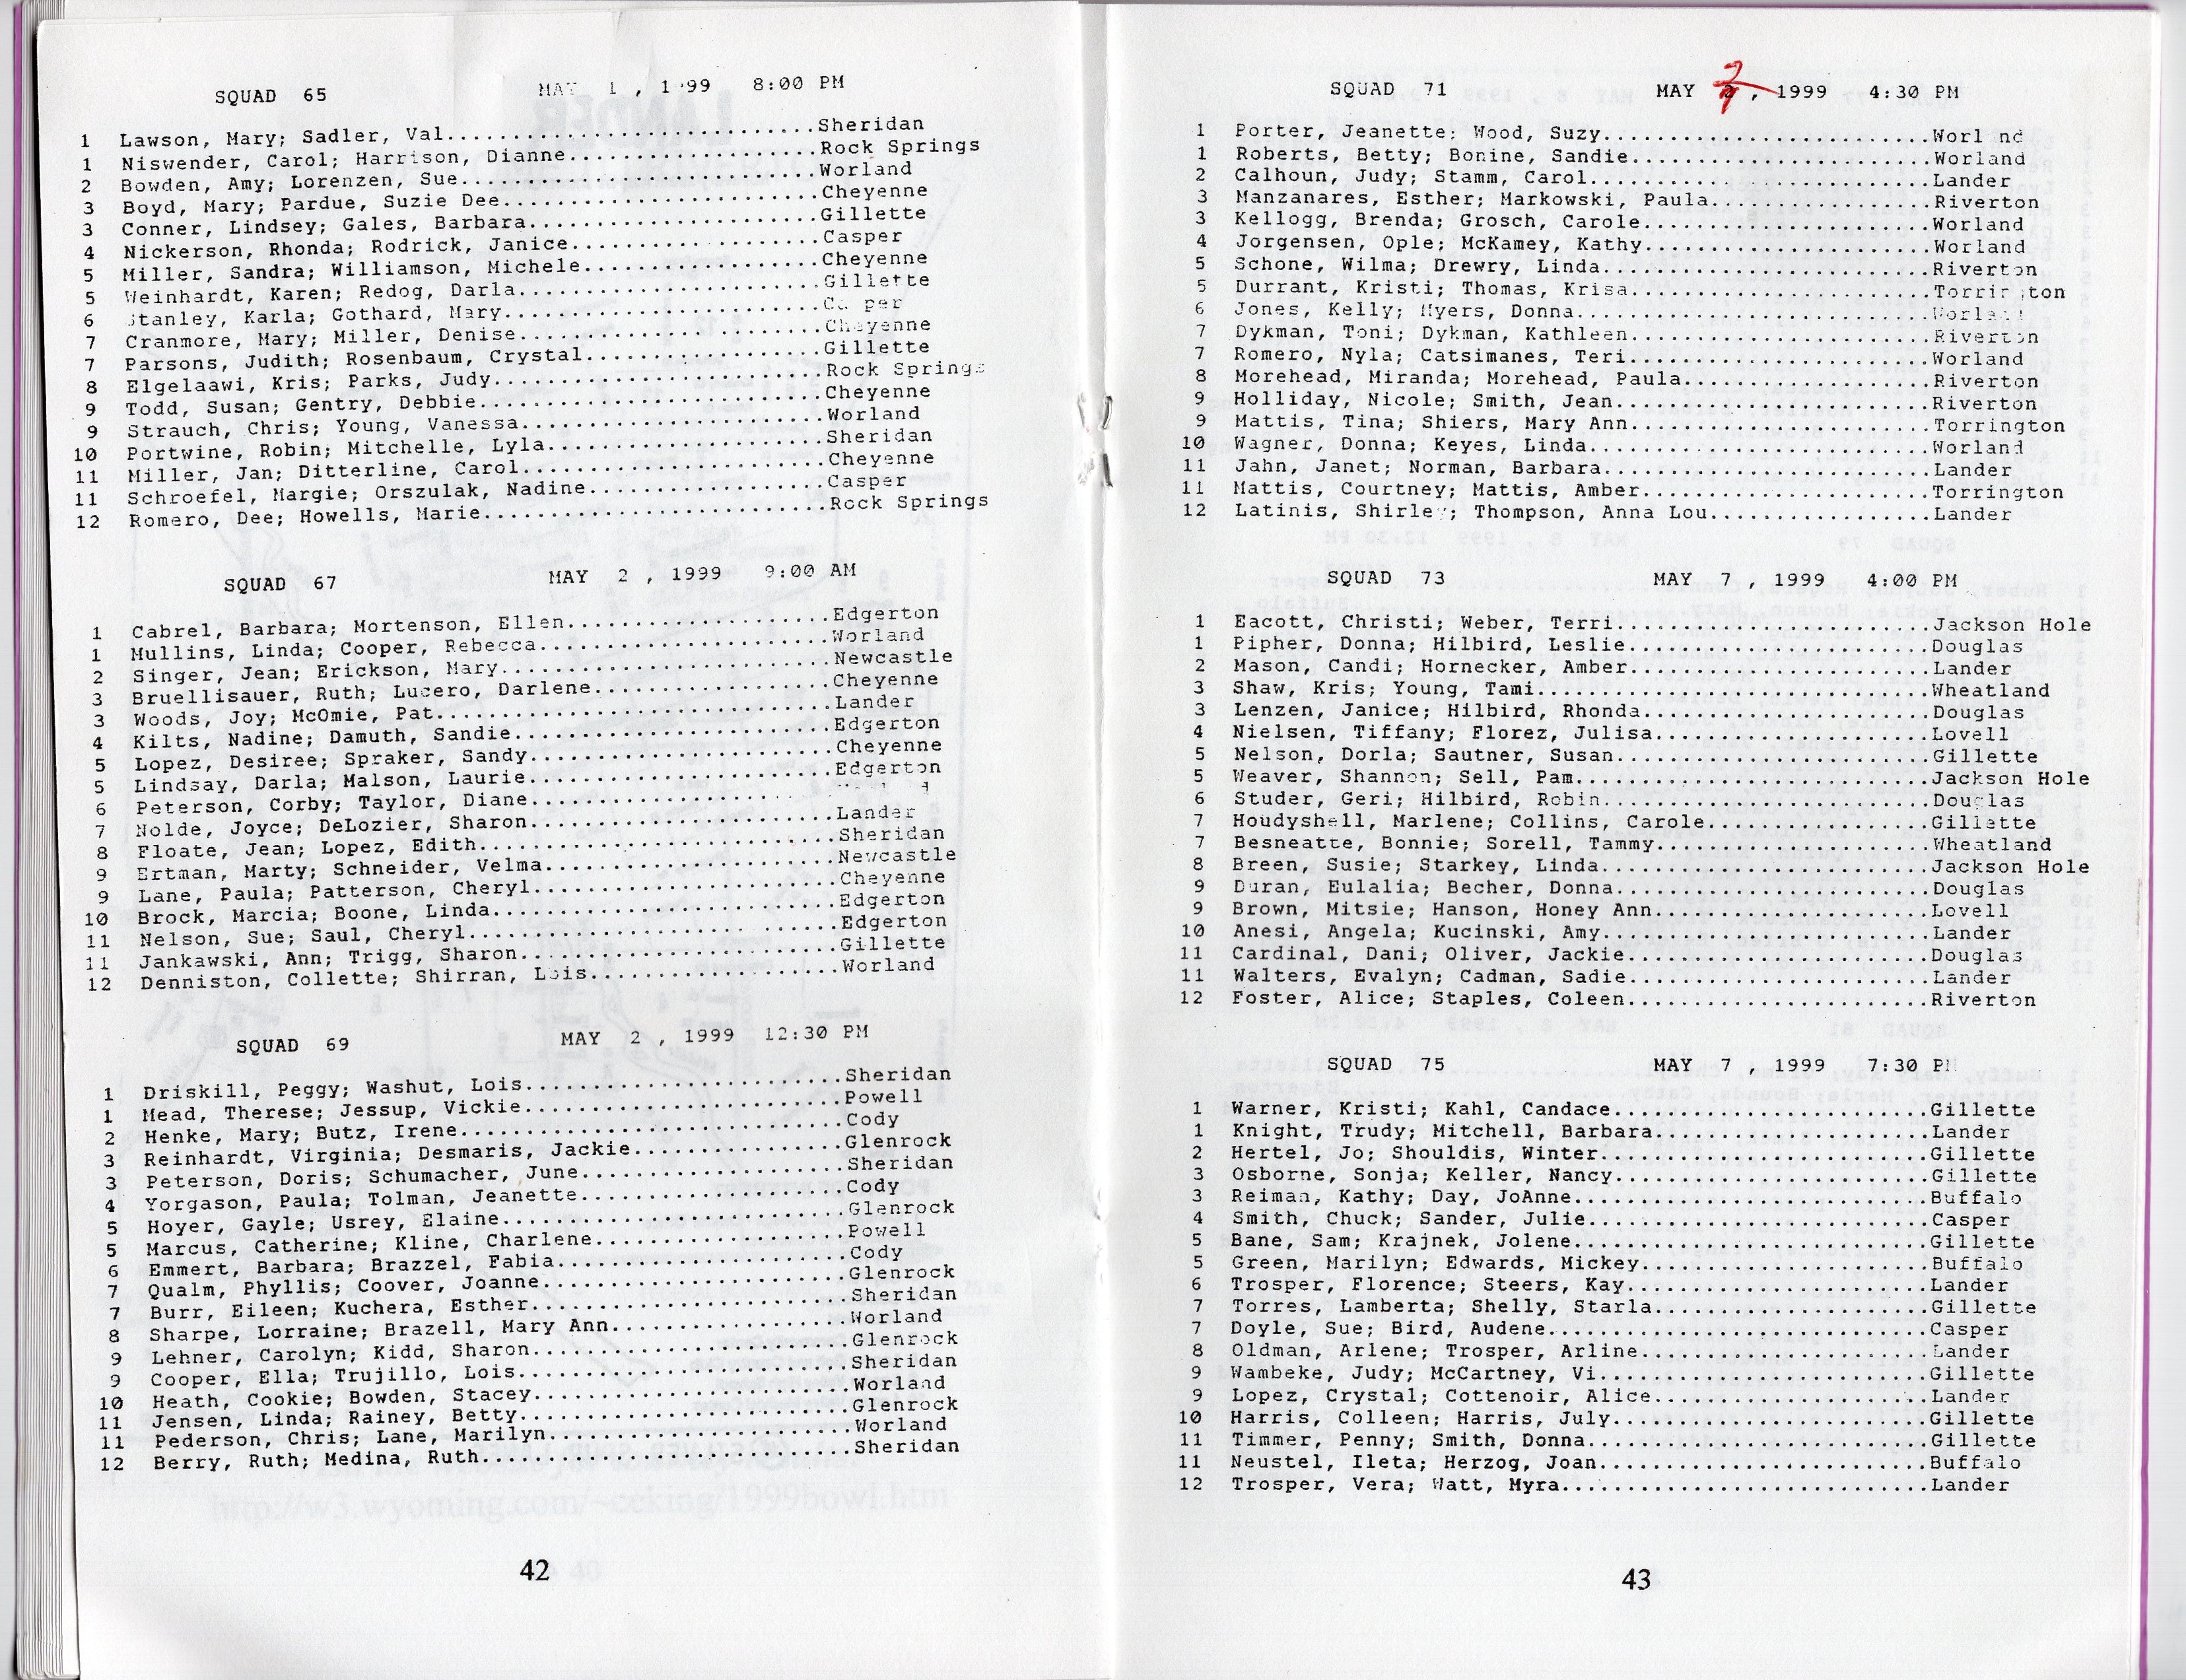 SQUAD 65 MAY 1 , 1 99 8:00 PM
1 Lawson, Mary; Sadler, Val..............................Sheridan
1 Niswender, Carol; Harrison, Dianne....................Rock Springs
2 Bowden, Amy; Lorenzen, Sue.............................Worland
3 Boyd, Mary; Pardue, Suzie Dee..........................Cheyenne
3 Conner, Lindsey; Gales, Barbara........................Gillette
4 Nickerson, Rhonda; Rodrick, Janice.....................Casper
5 Miller, Sandra; Williamson, Michele....................Cheyenne
5 Weinhardt, Karen; Redog, Darla.........................Gillette
6 Stanley, Karla; Gothard, Mary..........................Ca per
7 Cranmore, Mary; Miller, Denise.........................Cheyenne
7 Parsons, Judith; Rosenbaum, Crystal....................Gillette
8 Elgelaawi, Kris; Parks, Judy...........................Rock Springs
9 Todd, Susan; Gentry, Debbie............................Cheyenne
9 Strauch, Chris; Young, Vanessa.........................Worland
10 Portwine, Robin; Mitchelle, Lyla......................Sheridan
11 Miller, Jan; Ditterline, Carol........................Cheyenne
11 Schroefel, Margie; Orszulak, Nadine...................Casper
12 Romero, Dee; Howells, Marie...........................Rock Springs
SQUAD 67 MAY 2 , 1999 9:00 AM
1 Cabrel, Barbara; Mortenson, Ellen......................Edgerton
1 Mullins, Linda; Cooper, Rebecca........................Worland
2 Singer, Jean; Erickson, Mary...........................Newcastle
3 Bruellisauer, Ruth; Lucero, Darlene....................Cheyenne
3 Woods, Joy; McOmie, Pat................................Lander
4 Kilts, Nadine; Damuth, Sandie..........................Edgerton
5 Lopez, Desiree; Spraker, Sandy.........................Cheyenne
5 Lindsay, Darla; Malson, Laurie.........................Edgerton
6 Peterson, Corby; Taylor, Diane.........................
7 Nolde, Joyce; DeLozier, Sharon.........................Lander
8 Floate, Jean; Lopez, Edith.............................Sheridan
9 Ertman, Marty; Schneider, Velma........................Newcastle
9 Lane, Paula; Patterson, Cheryl.........................Cheyenne
10 Brock, Marcia; Boone, Linda...........................Edgerton
11 Nelson, Sue; Saul, Cheryl.............................Edgerton
11 Jankawski, Ann; Trigg, Sharon.........................Gillette
12 Denniston, Collette; Shirran, Lois....................Worland
SQUAD 69 MAY 2 , 1999 12:30 PM
1 Driskill, Peggy; Washut, Lois..........................Sheridan
1 Mead, Therese; Jessup, Vickie..........................Powell
2 Henke, Mary; Butz, Irene...............................Cody
3 Reinhardt, Virginia; Desmaris, Jackie..................Glenrock
3 Peterson, Doris; Schumacher, June......................Sheridan
4 Yorgason, Paula; Tolman, Jeanette......................Cody
5 Hoyer, Gayle; Usrey, Elaine............................Glenrock
5 Marcus, Catherine; Kline, Charlene.....................Powell
6 Emmert, Barbara; Brazzel, Fabia........................Cody
7 Qualm, Phyllis; Coover, Joanne.........................Glenrock
7 Burr, Eileen; Kuchera, Esther..........................Sheridan
8 Sharpe, Lorraine; Brazell, Mary Ann....................Worland
9 Lehner, Carolyn; Kidd, Sharon..........................Glenrock
9 Cooper, Ella; Trujillo, Lois...........................Sheridan
10 Heath, Cookie; Bowden, Stacey.........................Worland
11 Jensen, Linda; Rainey, Betty..........................Glenrock
11 Pederson, Chris; Lane, Marilyn........................Worland
12 Berry, Ruth; Medina, Ruth.............................Sheridan
http://w3.wyoming.com/~ccking/1999bowl.htm
42
SQUAD 71 MAY 2 , 1999 4:30 PM
1 Porter, Jeanette; Wood, Suzy...........................Worl nd
1 Roberts, Betty; Bonine, Sandie.........................Worland
2 Calhoun, Judy; Stamm, Carol............................Lander
3 Manzanares, Esther; Markowski, Paula...................Riverton
3 Kellogg, Brenda; Grosch, Carole........................Worland
4 Jorgensen, Ople; McKamey, Kathy........................Worland
5 Schone, Wilma; Drewry, Linda...........................Riverton
5 Durrant, Kristi; Thomas, Krisa.........................Torrington
6 Jones, Kelly; Myers, Donna.............................Worland
7 Dykman, Toni; Dykman, Kathleen.........................Riverton
7 Romero, Nyla; Catsimanes, Teri.........................Worland
8 Morehead, Miranda; Morehead, Paula.....................Riverton
9 Holliday, Nicole; Smith, Jean..........................Riverton
9 Mattis, Tina; Shiers, Mary Ann.........................Torrington
10 Wagner, Donna; Keyes, Linda...........................Worland
11 Jahn, Janet; Norman, Barbara..........................Lander
11 Mattis, Courtney; Mattis, Amber.......................Torrington
12 Latinis, Shirley; Thompson, Anna Lou..................Lander
SQUAD 73 MAY 7 , 1999 4:00 PM
1 Eacott, Christi; Weber, Terri..........................Jackson Hole
1 Pipher, Donna; Hilbird, Leslie.........................Douglas
2 Mason, Candi; Hornecker, Amber.........................Lander
3 Shaw, Kris; Young, Tami................................Wheatland
3 Lenzen, Janice; Hilbird, Rhonda........................Douglas
4 Nielsen, Tiffany; Florez, Julisa.......................Lovell
5 Nelson, Dorla; Sautner, Susan..........................Gillette
5 Weaver, Shannon; Sell, Pam.............................Jackson Hole
6 Studer, Geri; Hilbird, Robin...........................Douglas
7 Houdyshell, Marlene; Collins, Carole...................Gillette
7 Besneatte, Bonnie; Sorell, Tammy.......................Wheatland
8 Breen, Susie; Starkey, Linda...........................Jackson Hole
9 Duran, Eulalia; Becher, Donna..........................Douglas
9 Brown, Mitsie; Hanson, Honey Ann.......................Lovell
10 Anesi, Angela; Kucinski, Amy..........................Lander
11 Cardinal, Dani; Oliver, Jackie........................Douglas
11 Walters, Evalyn; Cadman, Sadie........................Lander
12 Foster, Alice; Staples, Coleen........................Riverton
SQUAD 75 MAY 7 , 1999 7:30 PM
1 Warner, Kristi; Kahl, Candace..........................Gillette
1 Knight, Trudy; Mitchell, Barbara.......................Lander
2 Hertel, Jo; Shouldis, Winter...........................Gillette
3 Osborne, Sonja; Keller, Nancy..........................Gillette
3 Reiman, Kathy; Day, JoAnne.............................Buffalo
4 Smith, Chuck; Sander, Julie............................Casper
5 Bane, Sam; Krajnek, Jolene.............................Gillette
5 Green, Marilyn; Edwards, Mickey........................Buffalo
6 Trosper, Florence; Steers, Kay.........................Lander
7 Torres, Lamberta; Shelly, Starla.......................Gillette
7 Doyle, Sue; Bird, Audene...............................Casper
8 Oldman, Arlene; Trosper, Arline........................Lander
9 Wambeke, Judy; McCartney, Vi...........................Gillette
9 Lopez, Crystal; Cottenoir, Alice.......................Lander
10 Harris, Colleen; Harris, July.........................Gillette
11 Timmer, Penny; Smith, Donna...........................Gillette
11 Neustel, Ileta; Herzog, Joan..........................Buffalo
12 Trosper, Vera; Watt, Myra.............................Lander
43